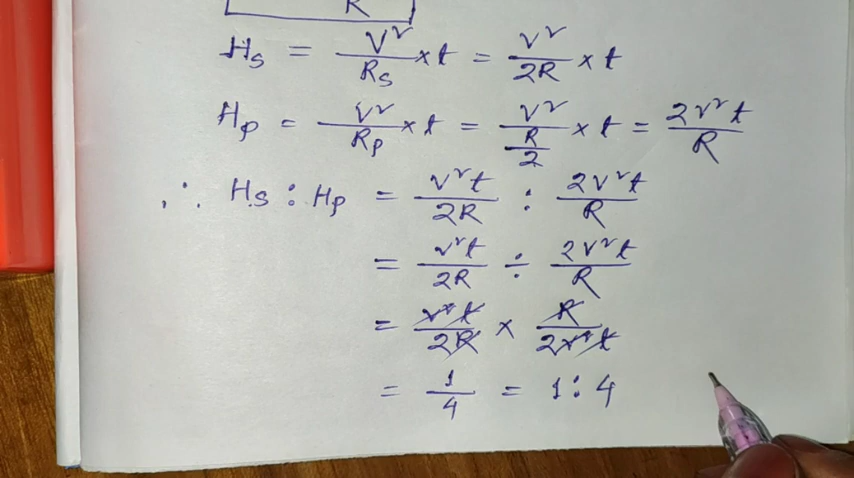 R
Hs = V²/Rs × t = V²/2R × t
Hp = V²/Rp × t = V²/(R/2) × t = 2V²t/R
∴ Hs : Hp = V²t/2R : 2V²t/R
= V²t/2R ÷ 2V²t/R
= V²t/2R × R/2V²t
= 1/4 = 1:4